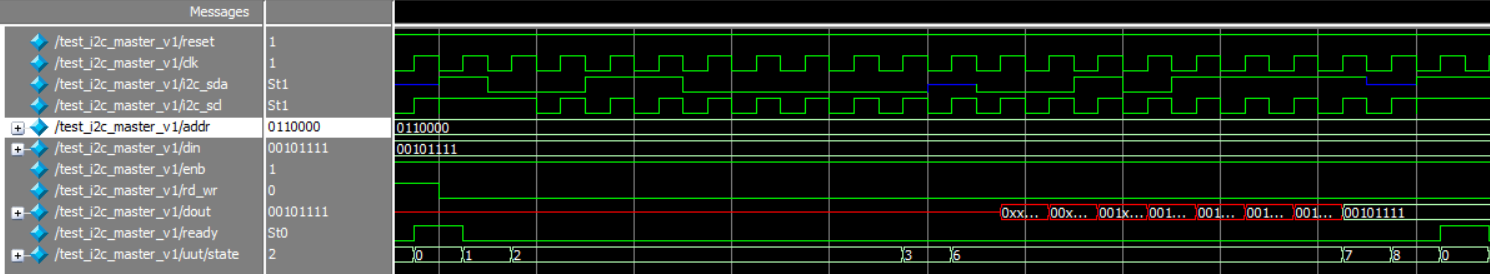 Messages
/test_i2c_master_v1/reset 1
/test_i2c_master_v1/clk 1
/test_i2c_master_v1/i2c_sda St1
/test_i2c_master_v1/i2c_scl St1
/test_i2c_master_v1/addr 0110000 0110000
/test_i2c_master_v1/din 00101111 00101111
/test_i2c_master_v1/enb 1
/test_i2c_master_v1/rd_wr 0
/test_i2c_master_v1/dout 00101111 0xx... 00x... 001x... 001... 001... 001... 001... 00101111
/test_i2c_master_v1/ready St0
/test_i2c_master_v1/uut/state 2 0 1 2 3 6 7 8 0